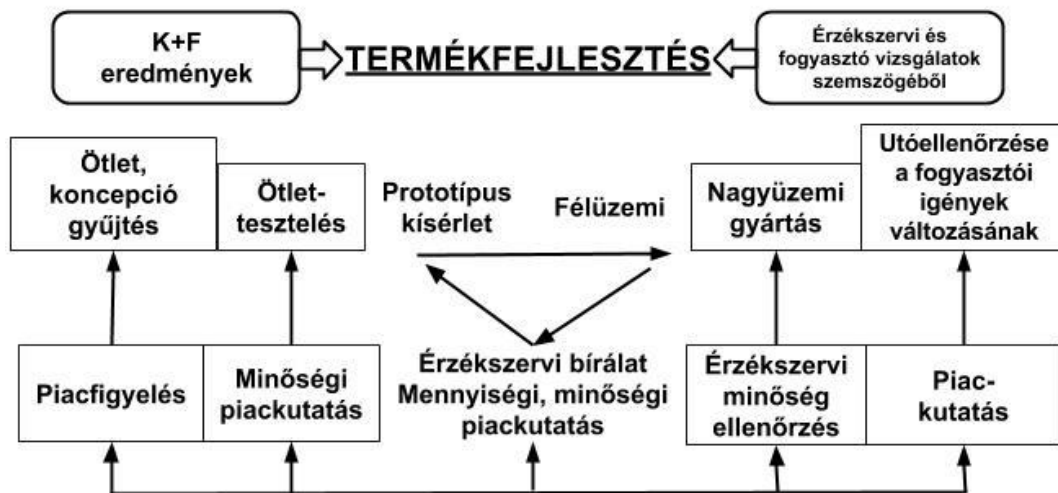 K+F
eredmények
TERMÉKFEJLESZTÉS
Érzékszervi és
fogyasztó vizsgálatok
szemszögéből
Ötlet,
koncepció
gyűjtés
Ötlet-
tesztelés
Prototípus
kísérlet
Félüzemi
Nagyüzemi
gyártás
Utóellenőrzése
a fogyasztói
igények
változásának
Piacfigyelés
Minőségi
piackutatás
Érzékszervi bírálat
Mennyiségi, minőségi
piackutatás
Érzékszervi
minőség
ellenőrzés
Piac-
kutatás